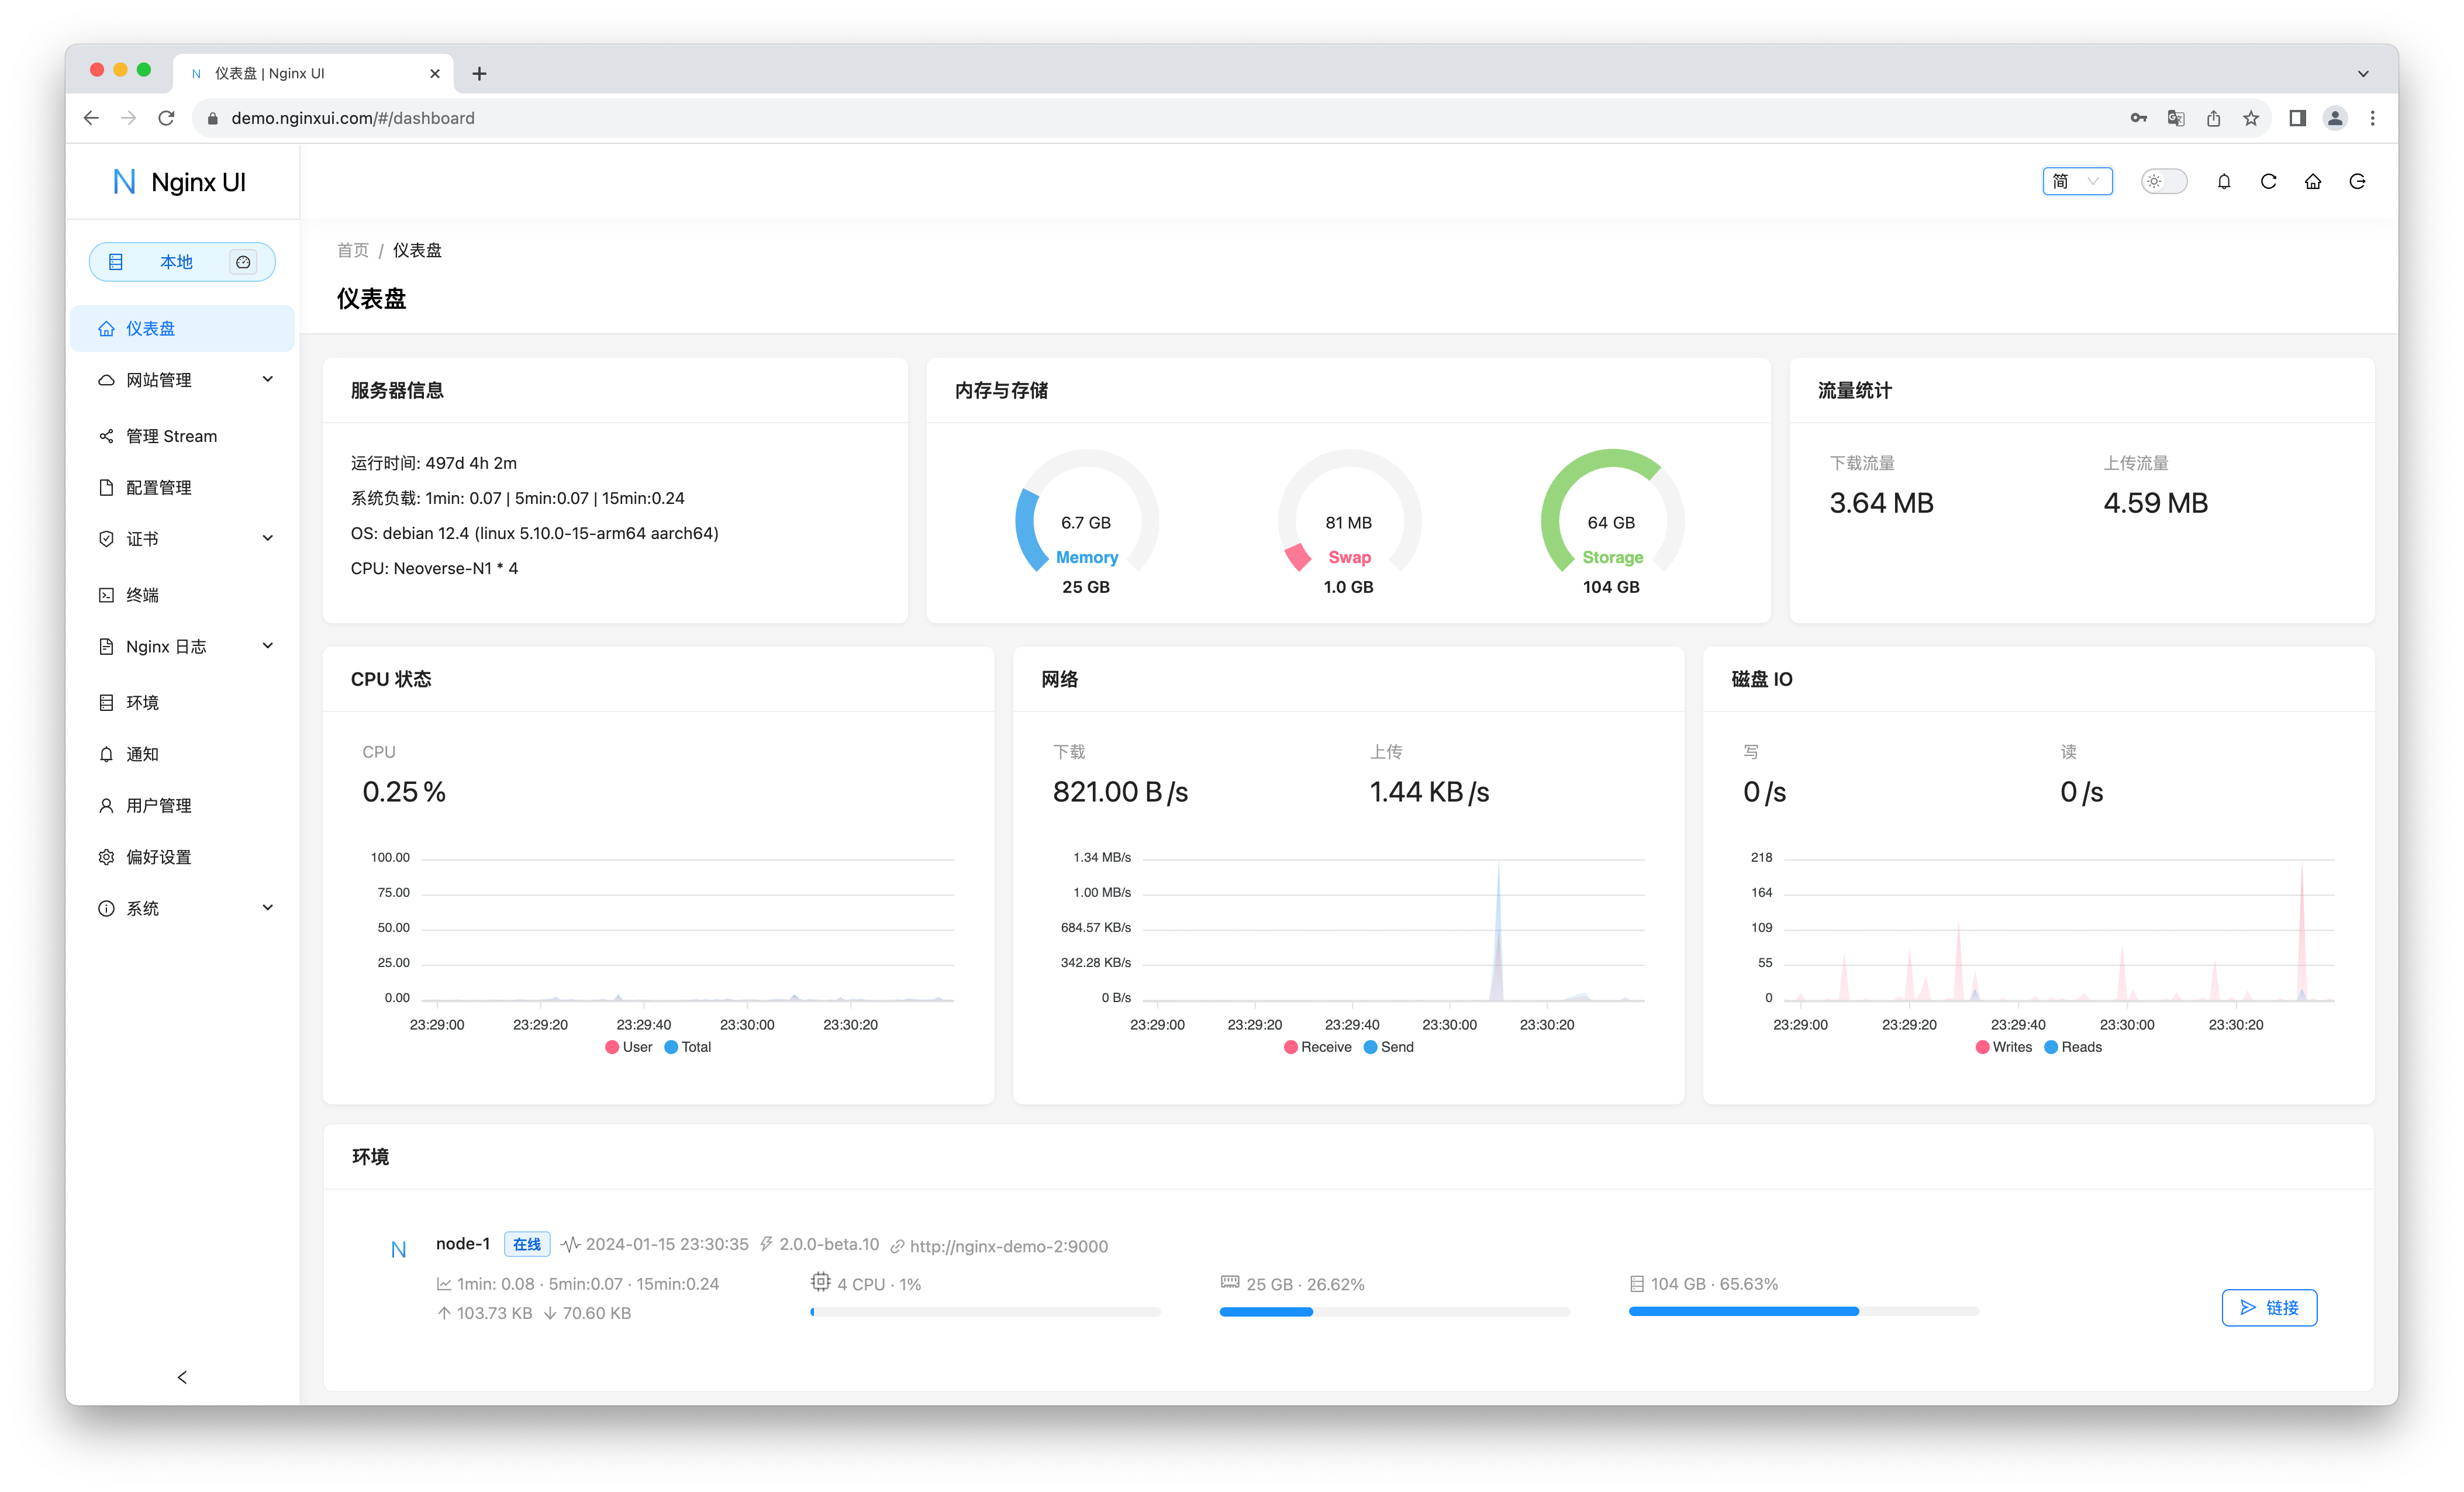 仪表盘 | Nginx UI
demo.nginxui.com/#/dashboard
Nginx UI
简
本地
仪表盘
网站管理
管理 Stream
配置管理
证书
终端
Nginx 日志
环境
通知
用户管理
偏好设置
系统
首页 / 仪表盘
仪表盘
服务器信息
运行时间: 497d 4h 2m
系统负载: 1min: 0.07 | 5min:0.07 | 15min:0.24
OS: debian 12.4 (linux 5.10.0-15-arm64 aarch64)
CPU: Neoverse-N1 * 4
内存与存储
6.7 GB
Memory
25 GB
81 MB
Swap
1.0 GB
64 GB
Storage
104 GB
流量统计
下载流量
3.64 MB
上传流量
4.59 MB
CPU 状态
CPU
0.25 %
100.00
75.00
50.00
25.00
0.00
23:29:00 23:29:20 23:29:40 23:30:00 23:30:20
User Total
网络
下载
821.00 B /s
上传
1.44 KB /s
1.34 MB/s
1.00 MB/s
684.57 KB/s
342.28 KB/s
0 B/s
23:29:00 23:29:20 23:29:40 23:30:00 23:30:20
Receive Send
磁盘 IO
写
0 /s
读
0 /s
218
164
109
55
0
23:29:00 23:29:20 23:29:40 23:30:00 23:30:20
Writes Reads
环境
node-1 在线 2024-01-15 23:30:35 2.0.0-beta.10 http://nginx-demo-2:9000
1min: 0.08 · 5min:0.07 · 15min:0.24
103.73 KB 70.60 KB
4 CPU · 1%
25 GB · 26.62%
104 GB · 65.63%
链接